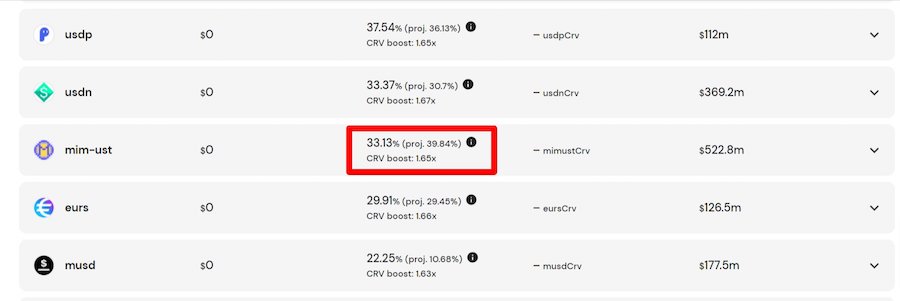 usdp $0 37.54% (proj. 36.13%) – usdpCrv $112m
CRV boost: 1.65x
usdn $0 33.37% (proj. 30.7%) – usdnCrv $369.2m
CRV boost: 1.67x
mim-ust $0 33.13% (proj. 39.84%) – mimustCrv $522.8m
CRV boost: 1.65x
eurs $0 29.91% (proj. 29.45%) – eursCrv $126.5m
CRV boost: 1.66x
musd $0 22.25% (proj. 10.68%) – musdCrv $177.5m
CRV boost: 1.63x